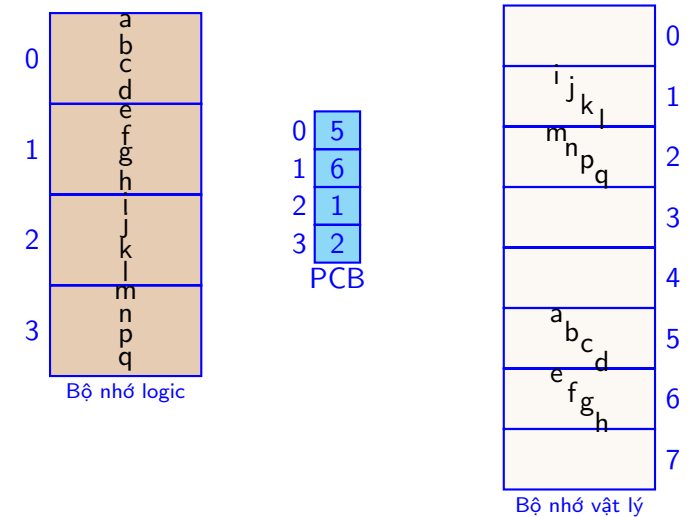 0
a
b
c
d
1
e
f
g
h
2
i
j
k
l
3
m
n
p
q
Bộ nhớ logic
0 5
1 6
2 1
3 2
PCB
0
i j k l 1
m n p q 2
3
4
a b c d 5
e f g h 6
7
Bộ nhớ vật lý